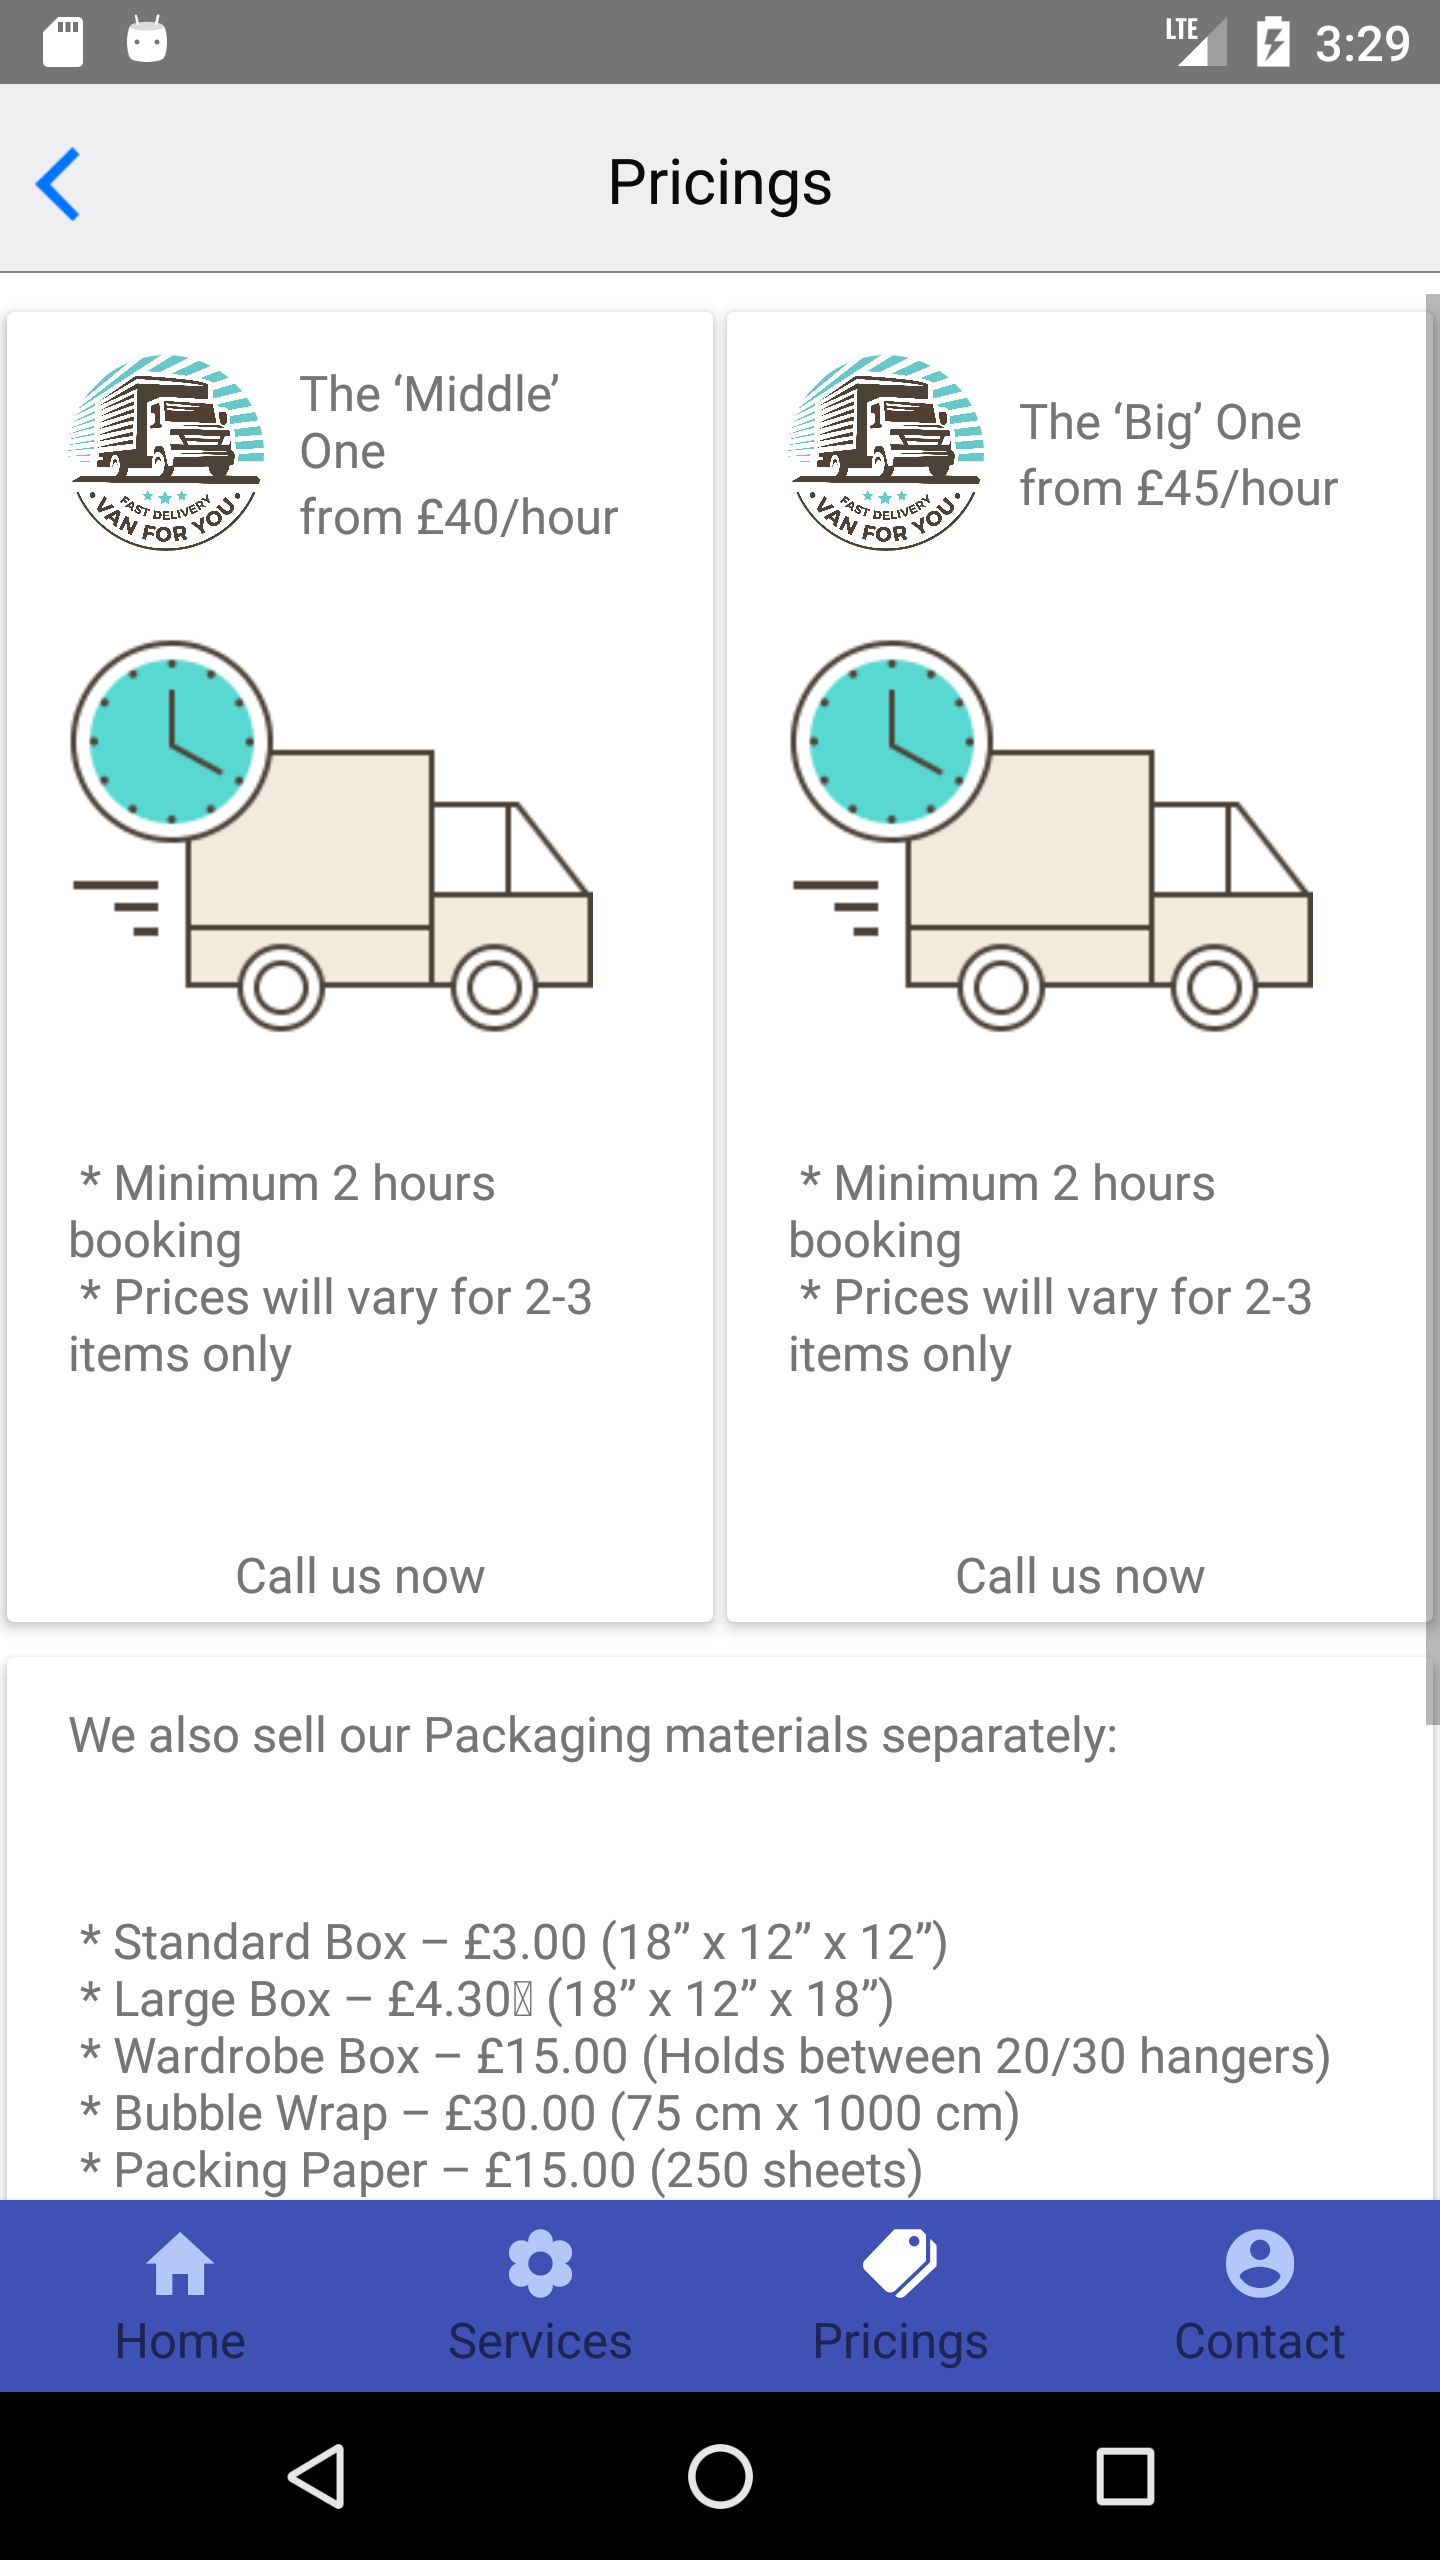 LTE 3:29
Pricings
The ‘Middle’
One
from £40/hour
FAST DELIVERY
VAN FOR YOU
The ‘Big’ One
from £45/hour
FAST DELIVERY
VAN FOR YOU
* Minimum 2 hours
booking
* Prices will vary for 2-3
items only
Call us now
* Minimum 2 hours
booking
* Prices will vary for 2-3
items only
Call us now
We also sell our Packaging materials separately:
* Standard Box – £3.00 (18” x 12” x 12”)
* Large Box – £4.30 (18” x 12” x 18”)
* Wardrobe Box – £15.00 (Holds between 20/30 hangers)
* Bubble Wrap – £30.00 (75 cm x 1000 cm)
* Packing Paper – £15.00 (250 sheets)
Home
Services
Pricings
Contact